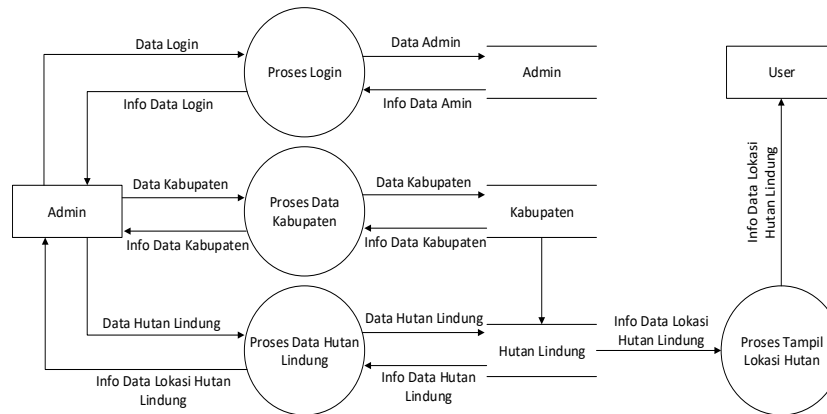 Data Login
Proses Login
Data Admin
Admin
User
Info Data Login
Info Data Amin
Info Data Lokasi
Hutan Lindung
Admin
Data Kabupaten
Proses Data
Kabupaten
Data Kabupaten
Kabupaten
Info Data Kabupaten
Info Data Kabupaten
Data Hutan Lindung
Proses Data Hutan
Lindung
Data Hutan Lindung
Hutan Lindung
Info Data Lokasi
Hutan Lindung
Proses Tampil
Lokasi Hutan
Info Data Lokasi Hutan
Lindung
Info Data Hutan
Lindung